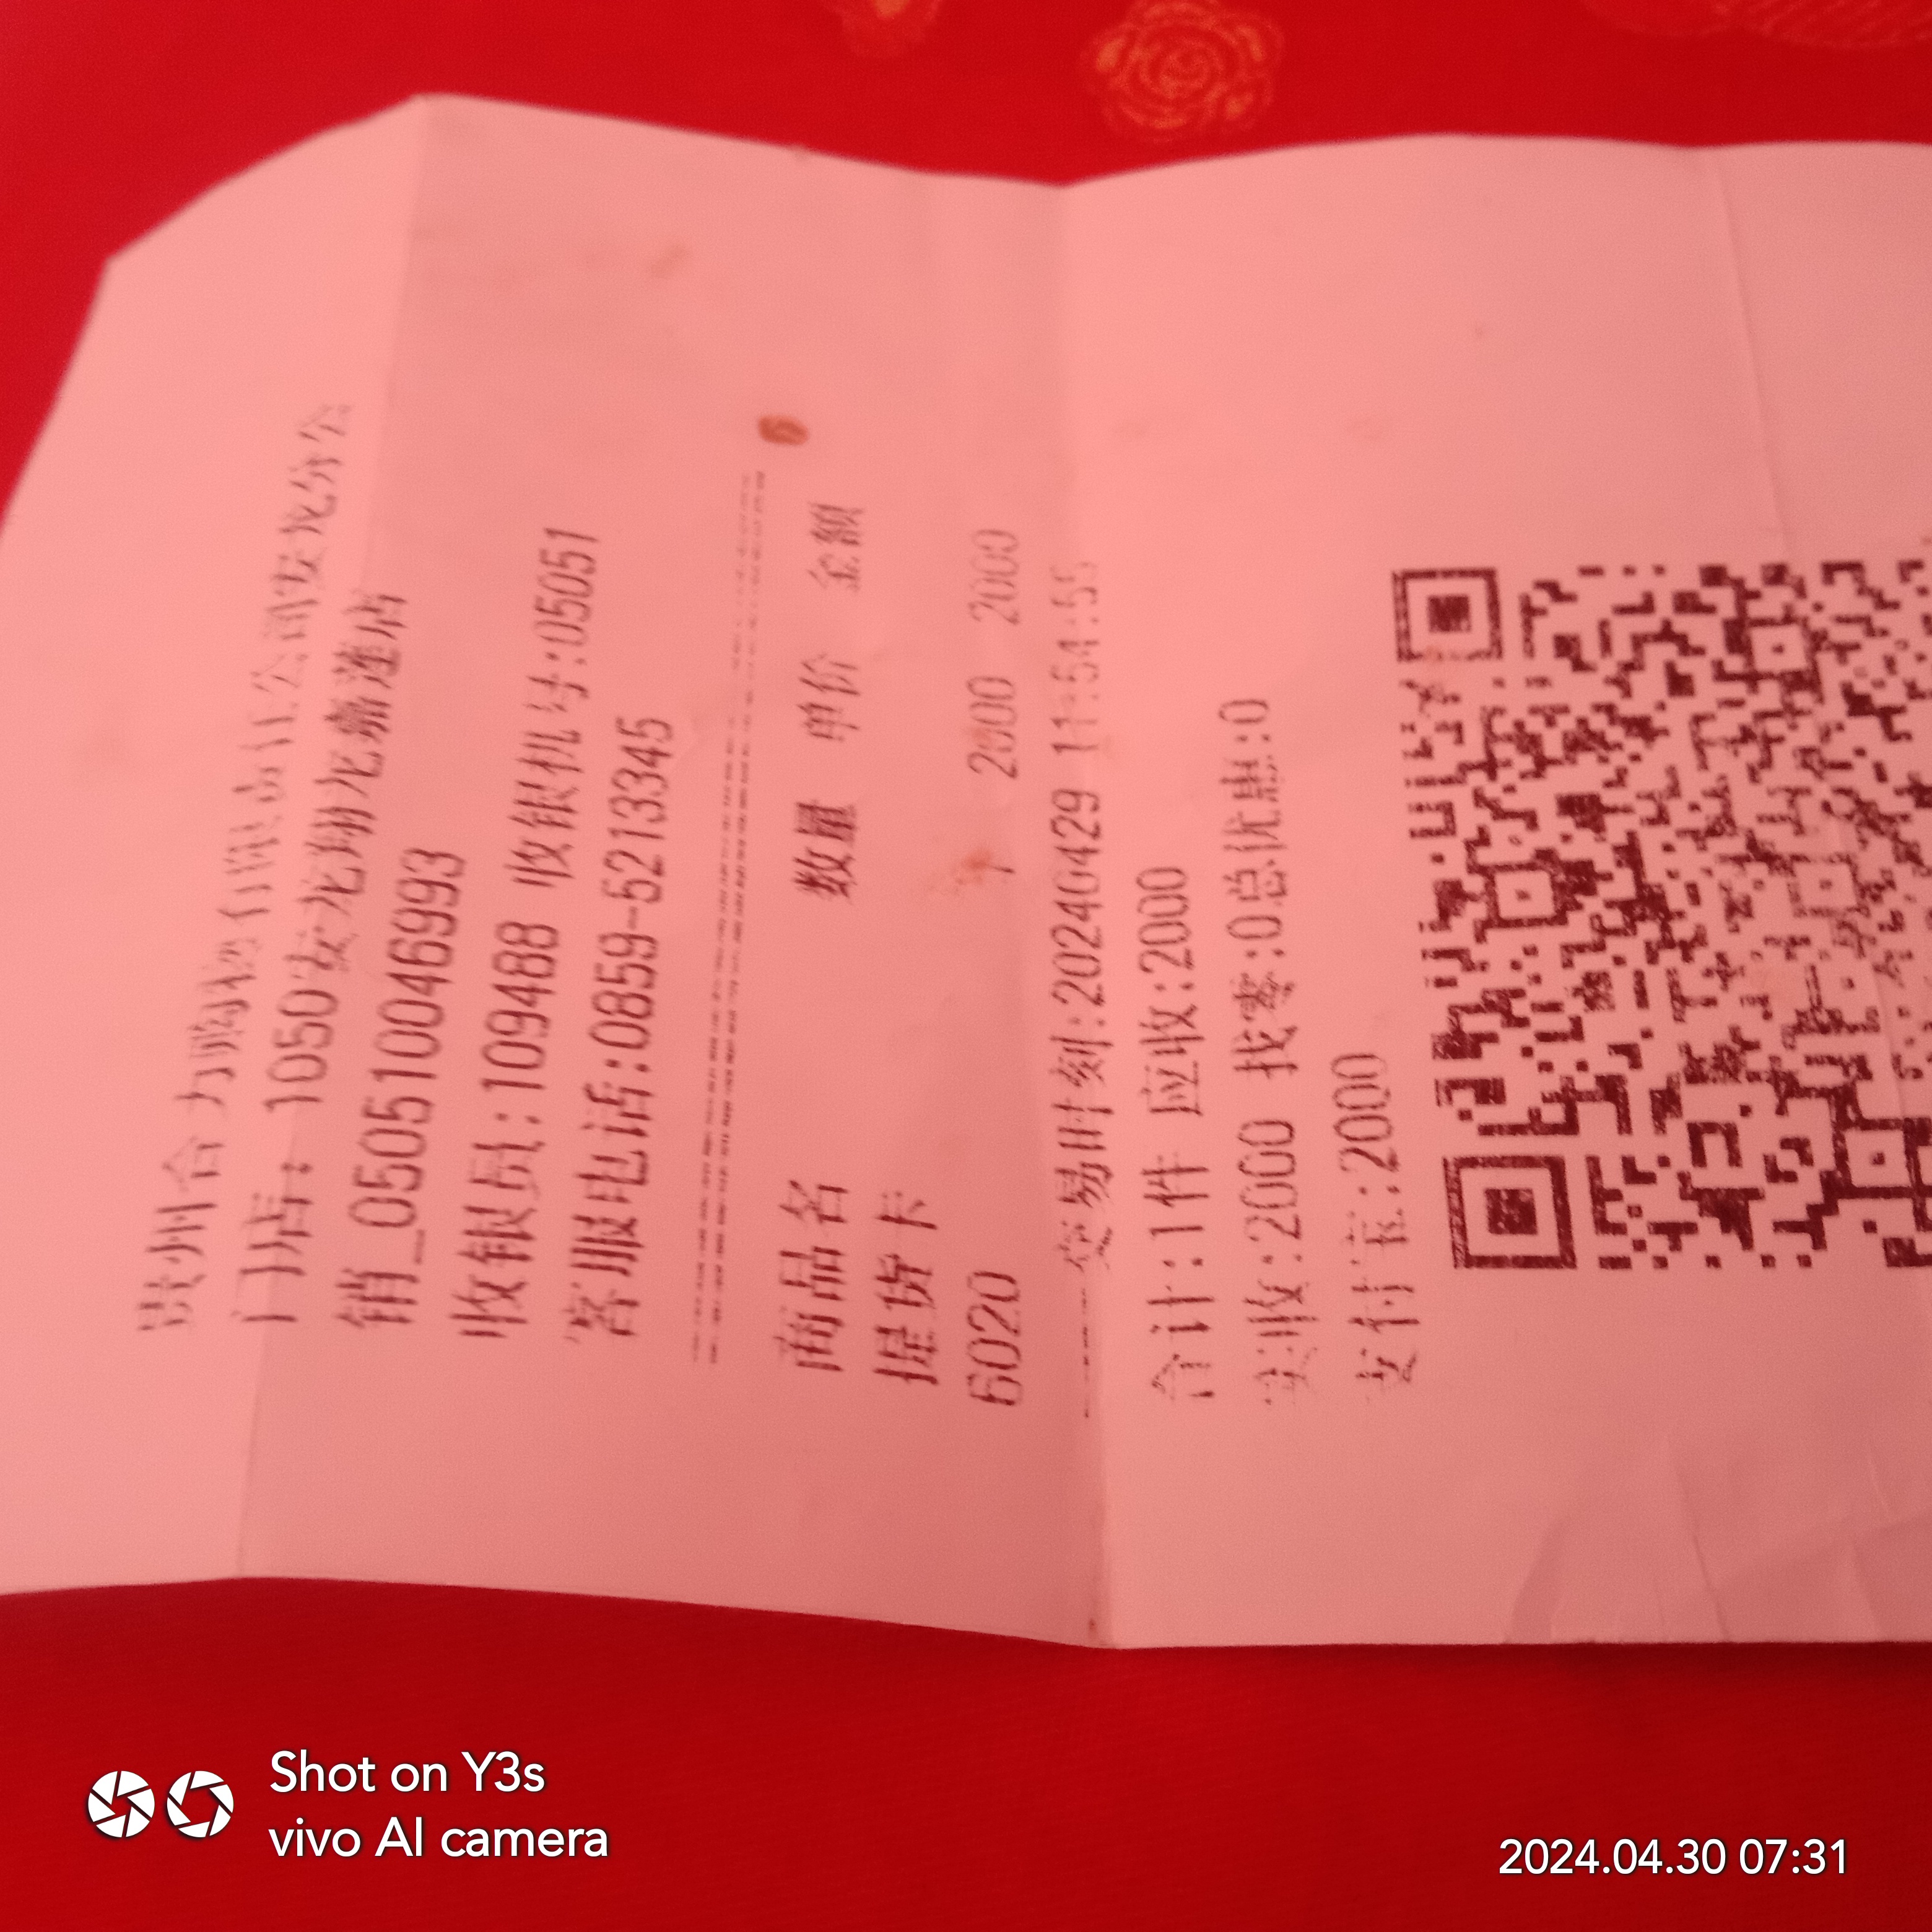 贵州合力购物有限责任公司安龙分公
门店: 1050安龙翔龙嘉莲店
销_050510046993
收银员:109488 收银机号:05051
客服电话:0859-5213345
商品名 数量 单价 金额
提货卡
6020 1 2000 2000
交易时刻:20240429 11:54:55
合计:1件 应收:2000
实收:2000 找零:0总优惠:0
支付宝:2000
Shot on Y3s
vivo AI camera
2024.04.30 07:31